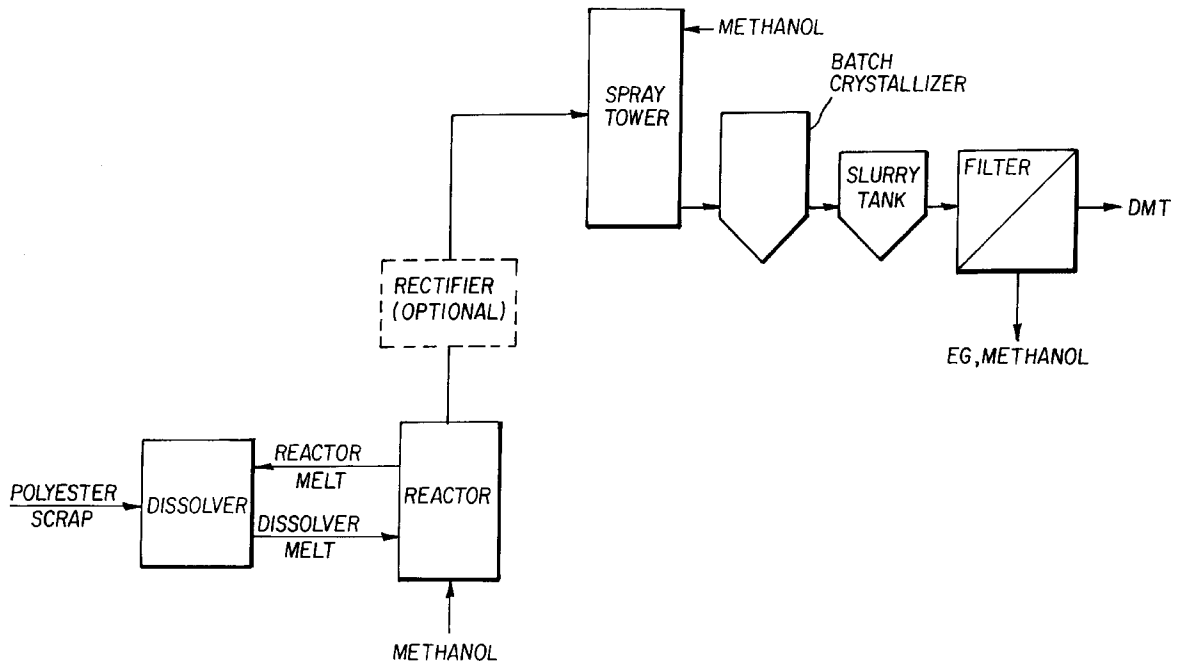 METHANOL
BATCH
CRYSTALLIZER
SPRAY
TOWER
SLURRY
TANK
FILTER
DMT
RECTIFIER
(OPTIONAL)
EG, METHANOL
REACTOR
MELT
POLYESTER
SCRAP
DISSOLVER
REACTOR
DISSOLVER
MELT
METHANOL